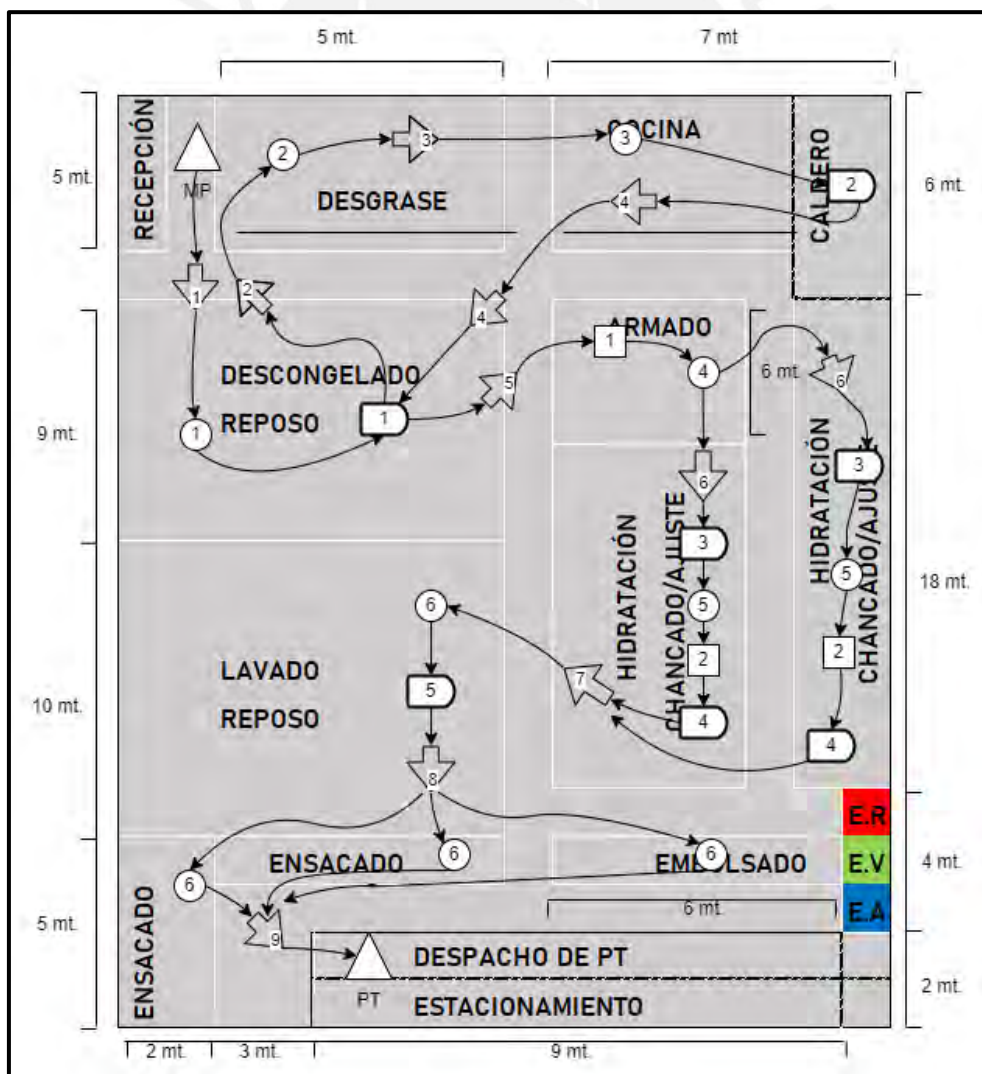 5 mt.
7 mt
RECEPCIÓN
MP
2
3
3
COCINA
CALDERO
2
5 mt.
6 mt.
DESGRASE
4
1
2
4
ARMADO
1
5
4
6 mt.
6
DESCONGELADO
REPOSO
1
1
9 mt.
6
3
HIDRATACIÓN
CHANCADO/AJUSTE
3
5
2
4
HIDRATACIÓN
CHANCADO/AJU
5
2
4
18 mt.
6
LAVADO
REPOSO
5
7
10 mt.
8
E.R
ENSACADO
6
EMBOLSADO
6
E.V
4 mt.
6
E.A
5 mt.
6 mt.
9
ENSACADO
DESPACHO DE PT
PT
ESTACIONAMIENTO
2 mt.
2 mt.
3 mt.
9 mt.